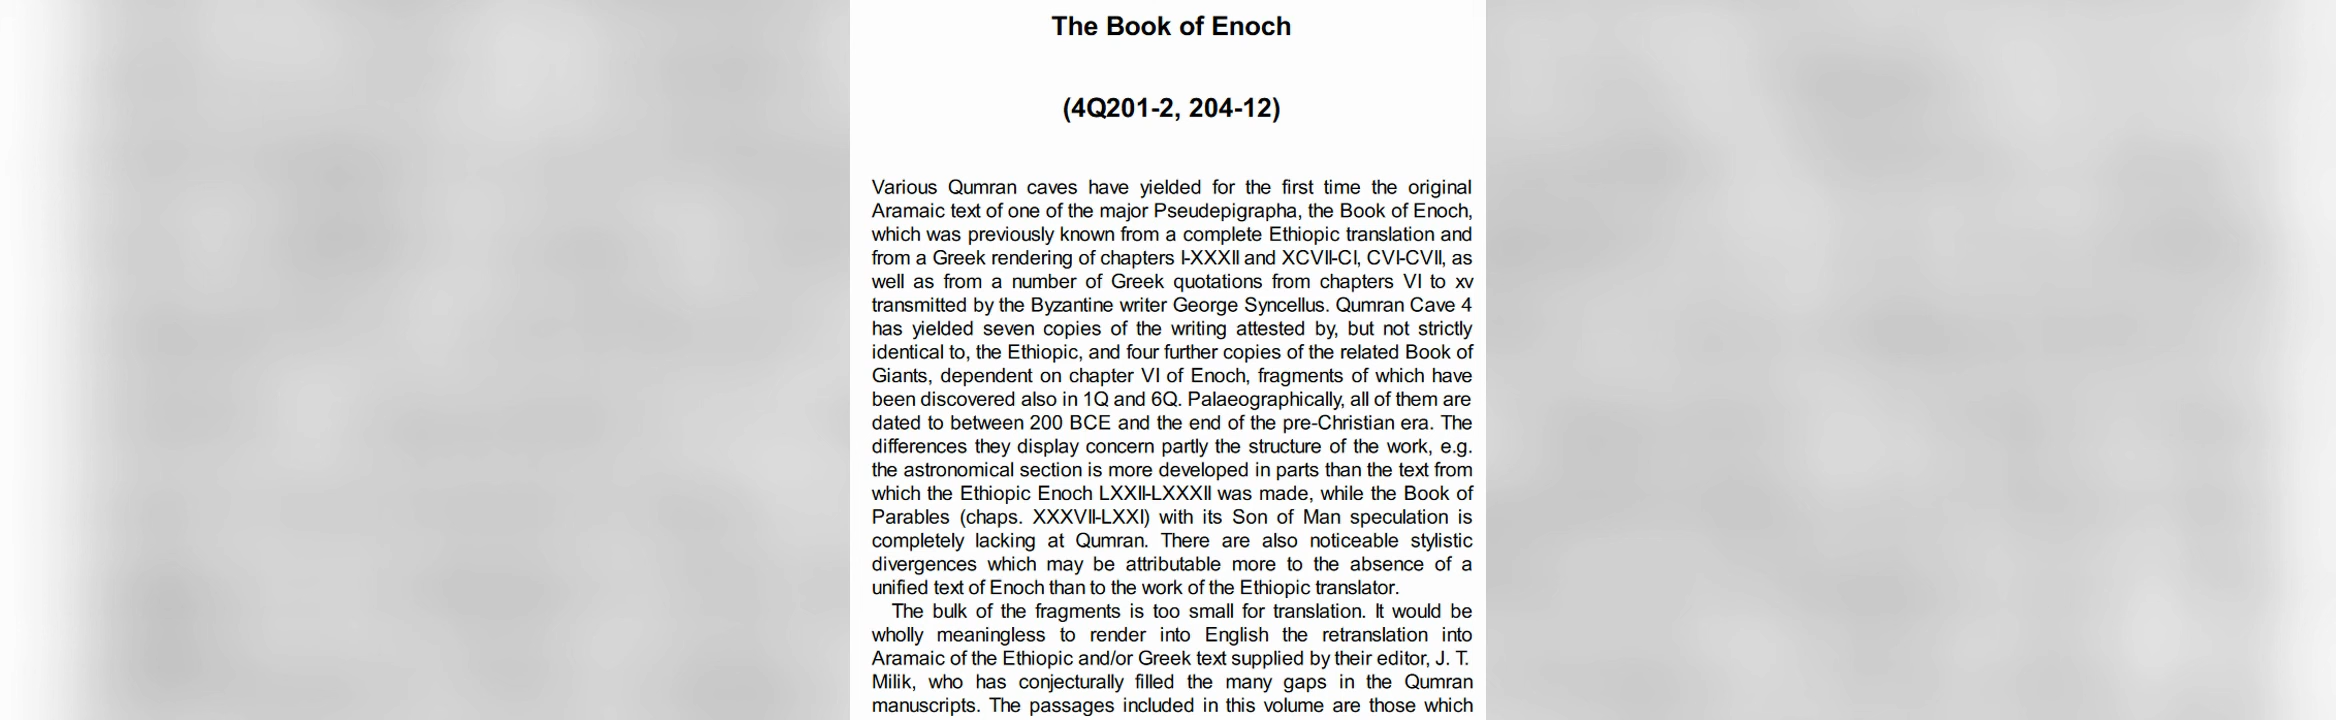 The Book of Enoch
(4Q201-2, 204-12)
Various Qumran caves have yielded for the first time the original
Aramaic text of one of the major Pseudepigrapha, the Book of Enoch,
which was previously known from a complete Ethiopic translation and
from a Greek rendering of chapters I-XXXII and XCVII-CI, CVI-CVII, as
well as from a number of Greek quotations from chapters VI to xv
transmitted by the Byzantine writer George Syncellus. Qumran Cave 4
has yielded seven copies of the writing attested by, but not strictly
identical to, the Ethiopic, and four further copies of the related Book of
Giants, dependent on chapter VI of Enoch, fragments of which have
been discovered also in 1Q and 6Q. Palaeographically, all of them are
dated to between 200 BCE and the end of the pre-Christian era. The
differences they display concern partly the structure of the work, e.g.
the astronomical section is more developed in parts than the text from
which the Ethiopic Enoch LXXII-LXXXII was made, while the Book of
Parables (chaps. XXXVII-LXXI) with its Son of Man speculation is
completely lacking at Qumran. There are also noticeable stylistic
divergences which may be attributable more to the absence of a
unified text of Enoch than to the work of the Ethiopic translator.
The bulk of the fragments is too small for translation. It would be
wholly meaningless to render into English the retranslation into
Aramaic of the Ethiopic and/or Greek text supplied by their editor, J. T.
Milik, who has conjecturally filled the many gaps in the Qumran
manuscripts. The passages included in this volume are those which